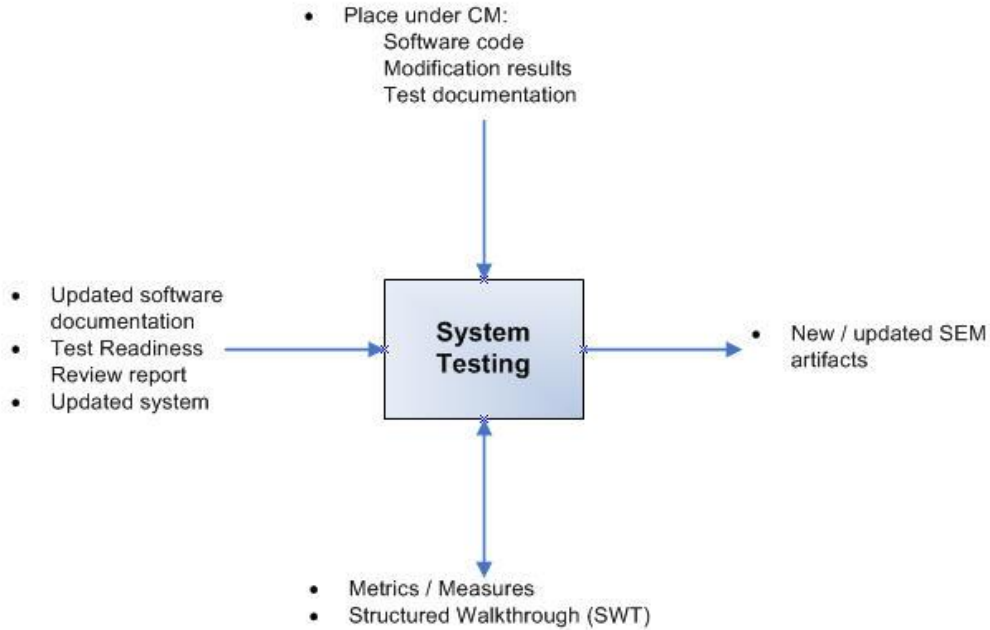 • Place under CM:
Software code
Modification results
Test documentation
• Updated software
documentation
• Test Readiness
Review report
• Updated system
System
Testing
• New / updated SEM
artifacts
• Metrics / Measures
• Structured Walkthrough (SWT)